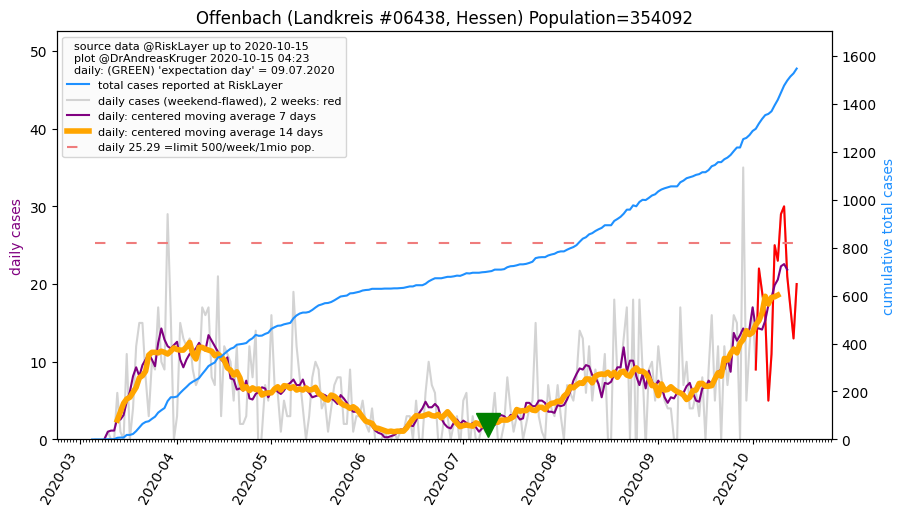 Offenbach (Landkreis #06438, Hessen) Population=354092
source data @RiskLayer up to 2020-10-15
plot @DrAndreasKruger 2020-10-15 04:23
daily: (GREEN) 'expectation day' = 09.07.2020
total cases reported at RiskLayer
daily cases (weekend-flawed), 2 weeks: red
daily: centered moving average 7 days
daily: centered moving average 14 days
daily 25.29 =limit 500/week/1mio pop.
daily cases
50
40
30
20
10
0
cumulative total cases
1600
1400
1200
1000
800
600
400
200
0
2020-03
2020-04
2020-05
2020-06
2020-07
2020-08
2020-09
2020-10